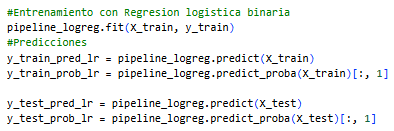 #Entrenamiento con Regresion logistica binaria
pipeline_logreg.fit(X_train, y_train)
#Predicciones
y_train_pred_lr = pipeline_logreg.predict(X_train)
y_train_prob_lr = pipeline_logreg.predict_proba(X_train)[:, 1]
y_test_pred_lr = pipeline_logreg.predict(X_test)
y_test_prob_lr = pipeline_logreg.predict_proba(X_test)[:, 1]